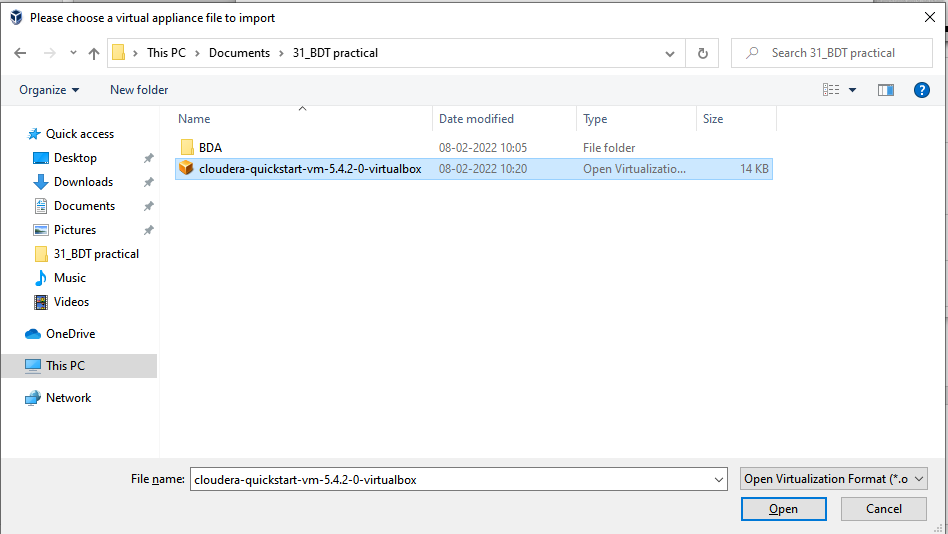 Please choose a virtual appliance file to import
This PC › Documents › 31_BDT practical
Search 31_BDT practical
Organize
New folder
?
Name
Date modified
Type
Size
Quick access
Desktop
Downloads
Documents
Pictures
31_BDT practical
Music
Videos
OneDrive
This PC
Network
BDA 08-02-2022 10:05 File folder
cloudera-quickstart-vm-5.4.2-0-virtualbox 08-02-2022 10:20 Open Virtualizatio... 14 KB
File name: cloudera-quickstart-vm-5.4.2-0-virtualbox
Open Virtualization Format (*.o
Open
Cancel